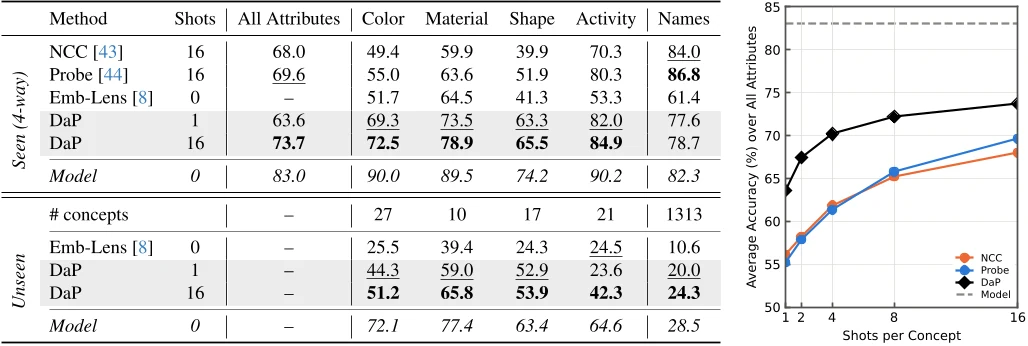 Method Shots All Attributes Color Material Shape Activity Names
Seen (4-way)
NCC [43] 16 68.0 49.4 59.9 39.9 70.3 84.0
Probe [44] 16 69.6 55.0 63.6 51.9 80.3 86.8
Emb-Lens [8] 0 – 51.7 64.5 41.3 53.3 61.4
DaP 1 63.6 69.3 73.5 63.3 82.0 77.6
DaP 16 73.7 72.5 78.9 65.5 84.9 78.7
Model 0 83.0 90.0 89.5 74.2 90.2 82.3
Unseen
# concepts – 27 10 17 21 1313
Emb-Lens [8] 0 – 25.5 39.4 24.3 24.5 10.6
DaP 1 – 44.3 59.0 52.9 23.6 20.0
DaP 16 – 51.2 65.8 53.9 42.3 24.3
Model 0 – 72.1 77.4 63.4 64.6 28.5
Average Accuracy (%) over All Attributes
85
80
75
70
65
60
55
50
NCC
Probe
DaP
Model
1 2 4 8 16
Shots per Concept